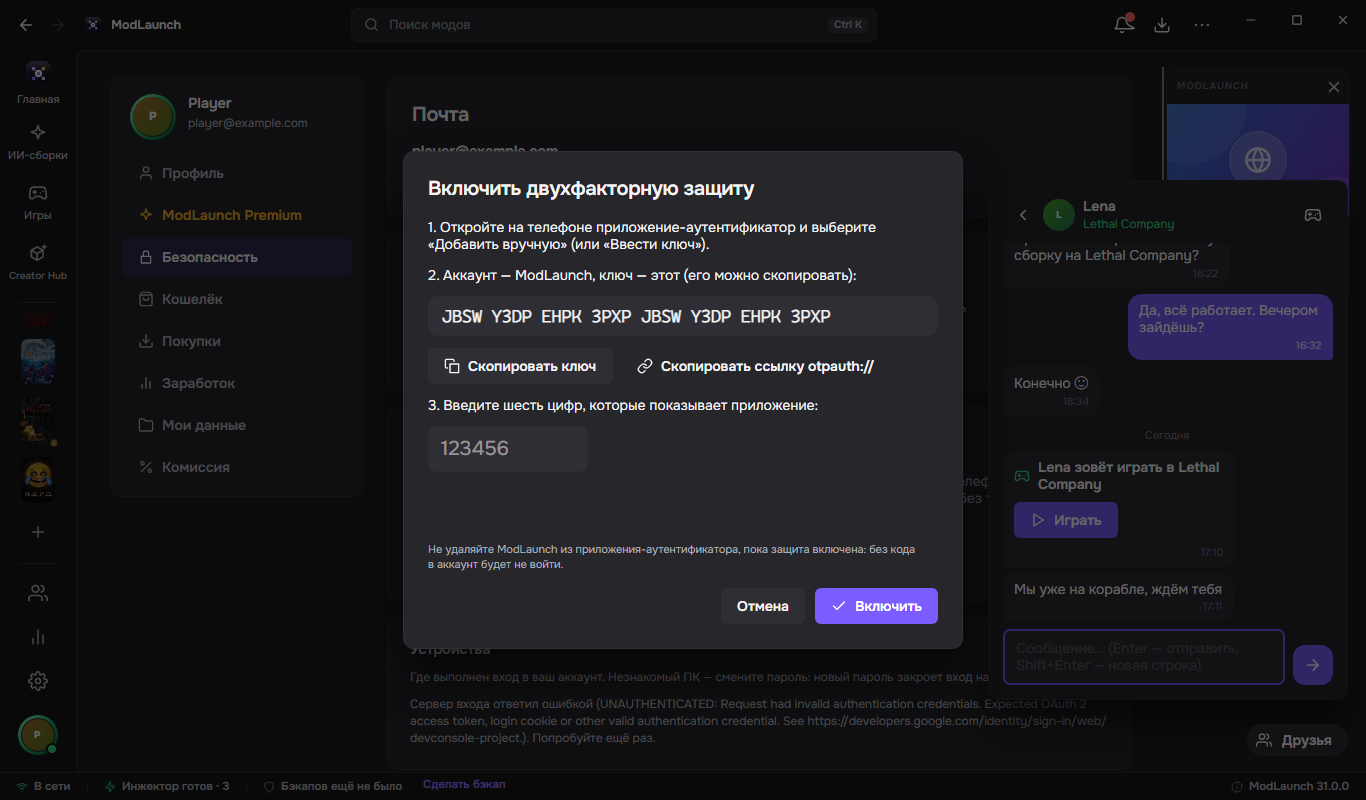 ModLaunch
Поиск модов
Ctrl K
Главная
ИИ-сборки
Игры
Creator Hub
P
Player
player@example.com
Профиль
ModLaunch Premium
Безопасность
Кошелёк
Покупки
Заработок
Мои данные
Комиссия
Почта
player@example.com
Включить двухфакторную защиту
1. Откройте на телефоне приложение-аутентификатор и выберите
«Добавить вручную» (или «Ввести ключ»).
2. Аккаунт — ModLaunch, ключ — этот (его можно скопировать):
JBSW Y3DP EHPK 3PXP JBSW Y3DP EHPK 3PXP
Скопировать ключ
Скопировать ссылку otpauth://
3. Введите шесть цифр, которые показывает приложение:
123456
Не удаляйте ModLaunch из приложения-аутентификатора, пока защита включена: без кода
в аккаунт будет не войти.
Отмена
Включить
Устройства
Где выполнен вход в ваш аккаунт. Незнакомый ПК — смените пароль: новый пароль закроет вход на
Сервер входа ответил ошибкой (UNAUTHENTICATED: Request had invalid authentication credentials. Expected OAuth 2
access token, login cookie or other valid authentication credential. See https://developers.google.com/identity/sign-in/web/
devconsole-project.). Попробуйте ещё раз.
MODLAUNCH
L
Lena
Lethal Company
сборку на Lethal Company?
16:22
Да, всё работает. Вечером
зайдёшь?
16:32
Конечно
16:34
Сегодня
Lena зовёт играть в Lethal
Company
Играть
17:10
Мы уже на корабле, ждём тебя
17:11
Сообщение… (Enter — отправить,
Shift+Enter — новая строка)
Друзья
P
В сети
Инжектор готов · 3
Бэкапов ещё не было
Сделать бэкап
ModLaunch 31.0.0